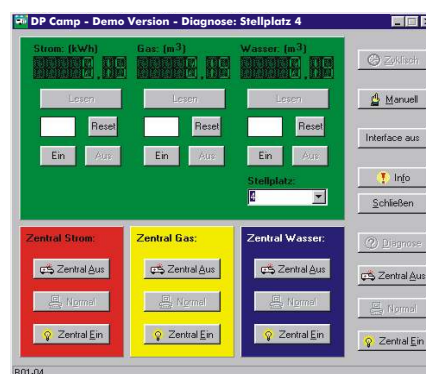 DP Camp - Demo Version - Diagnose: Stellplatz 4
Strom: (kWh) Gas: (m3) Wasser: (m3)
Zyklisch
Lesen Lesen Lesen
Manuell
Reset Reset Reset
Interface aus
Ein Aus Ein Aus Ein Aus
Info
Stellplatz:
4
Schließen
Zentral Strom: Zentral Gas: Zentral Wasser:
Diagnose
Zentral Aus Zentral Aus Zentral Aus Zentral Aus
Normal Normal Normal Normal
Zentral Ein Zentral Ein Zentral Ein Zentral Ein
B01-04